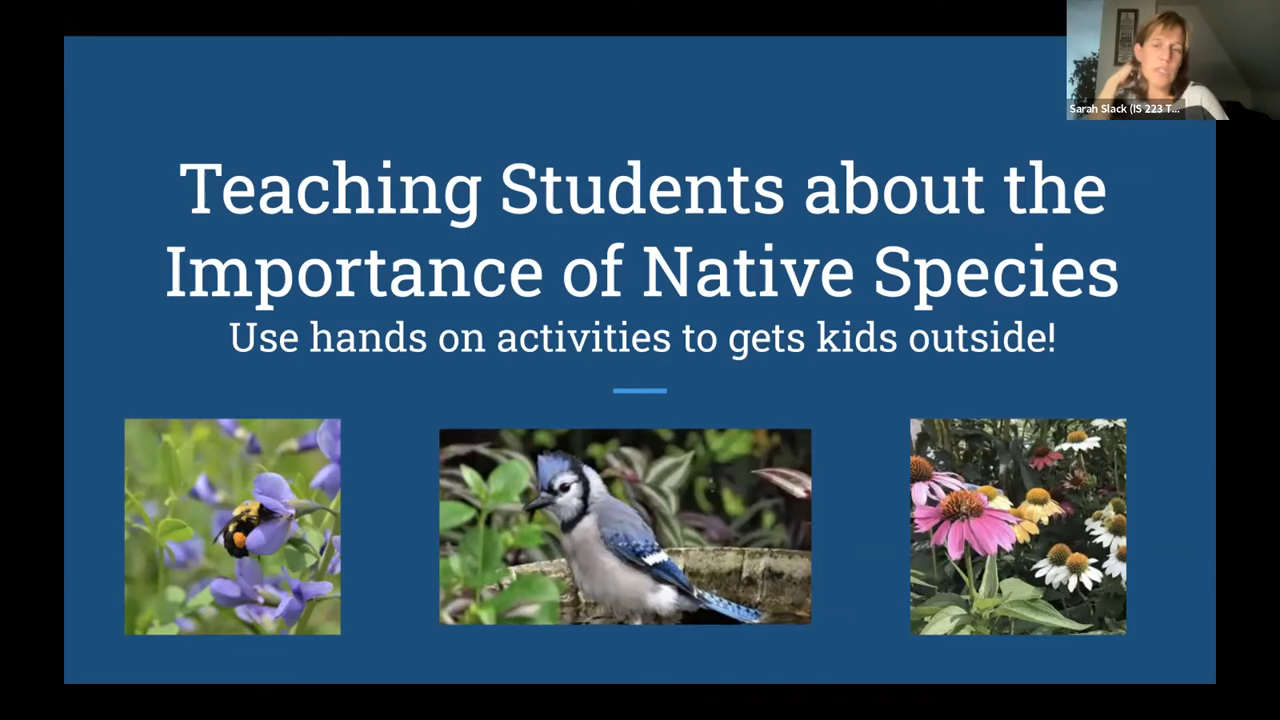 Teaching Students about the
Importance of Native Species
Use hands on activities to gets kids outside!
Sarah Slack (IS 223 T...